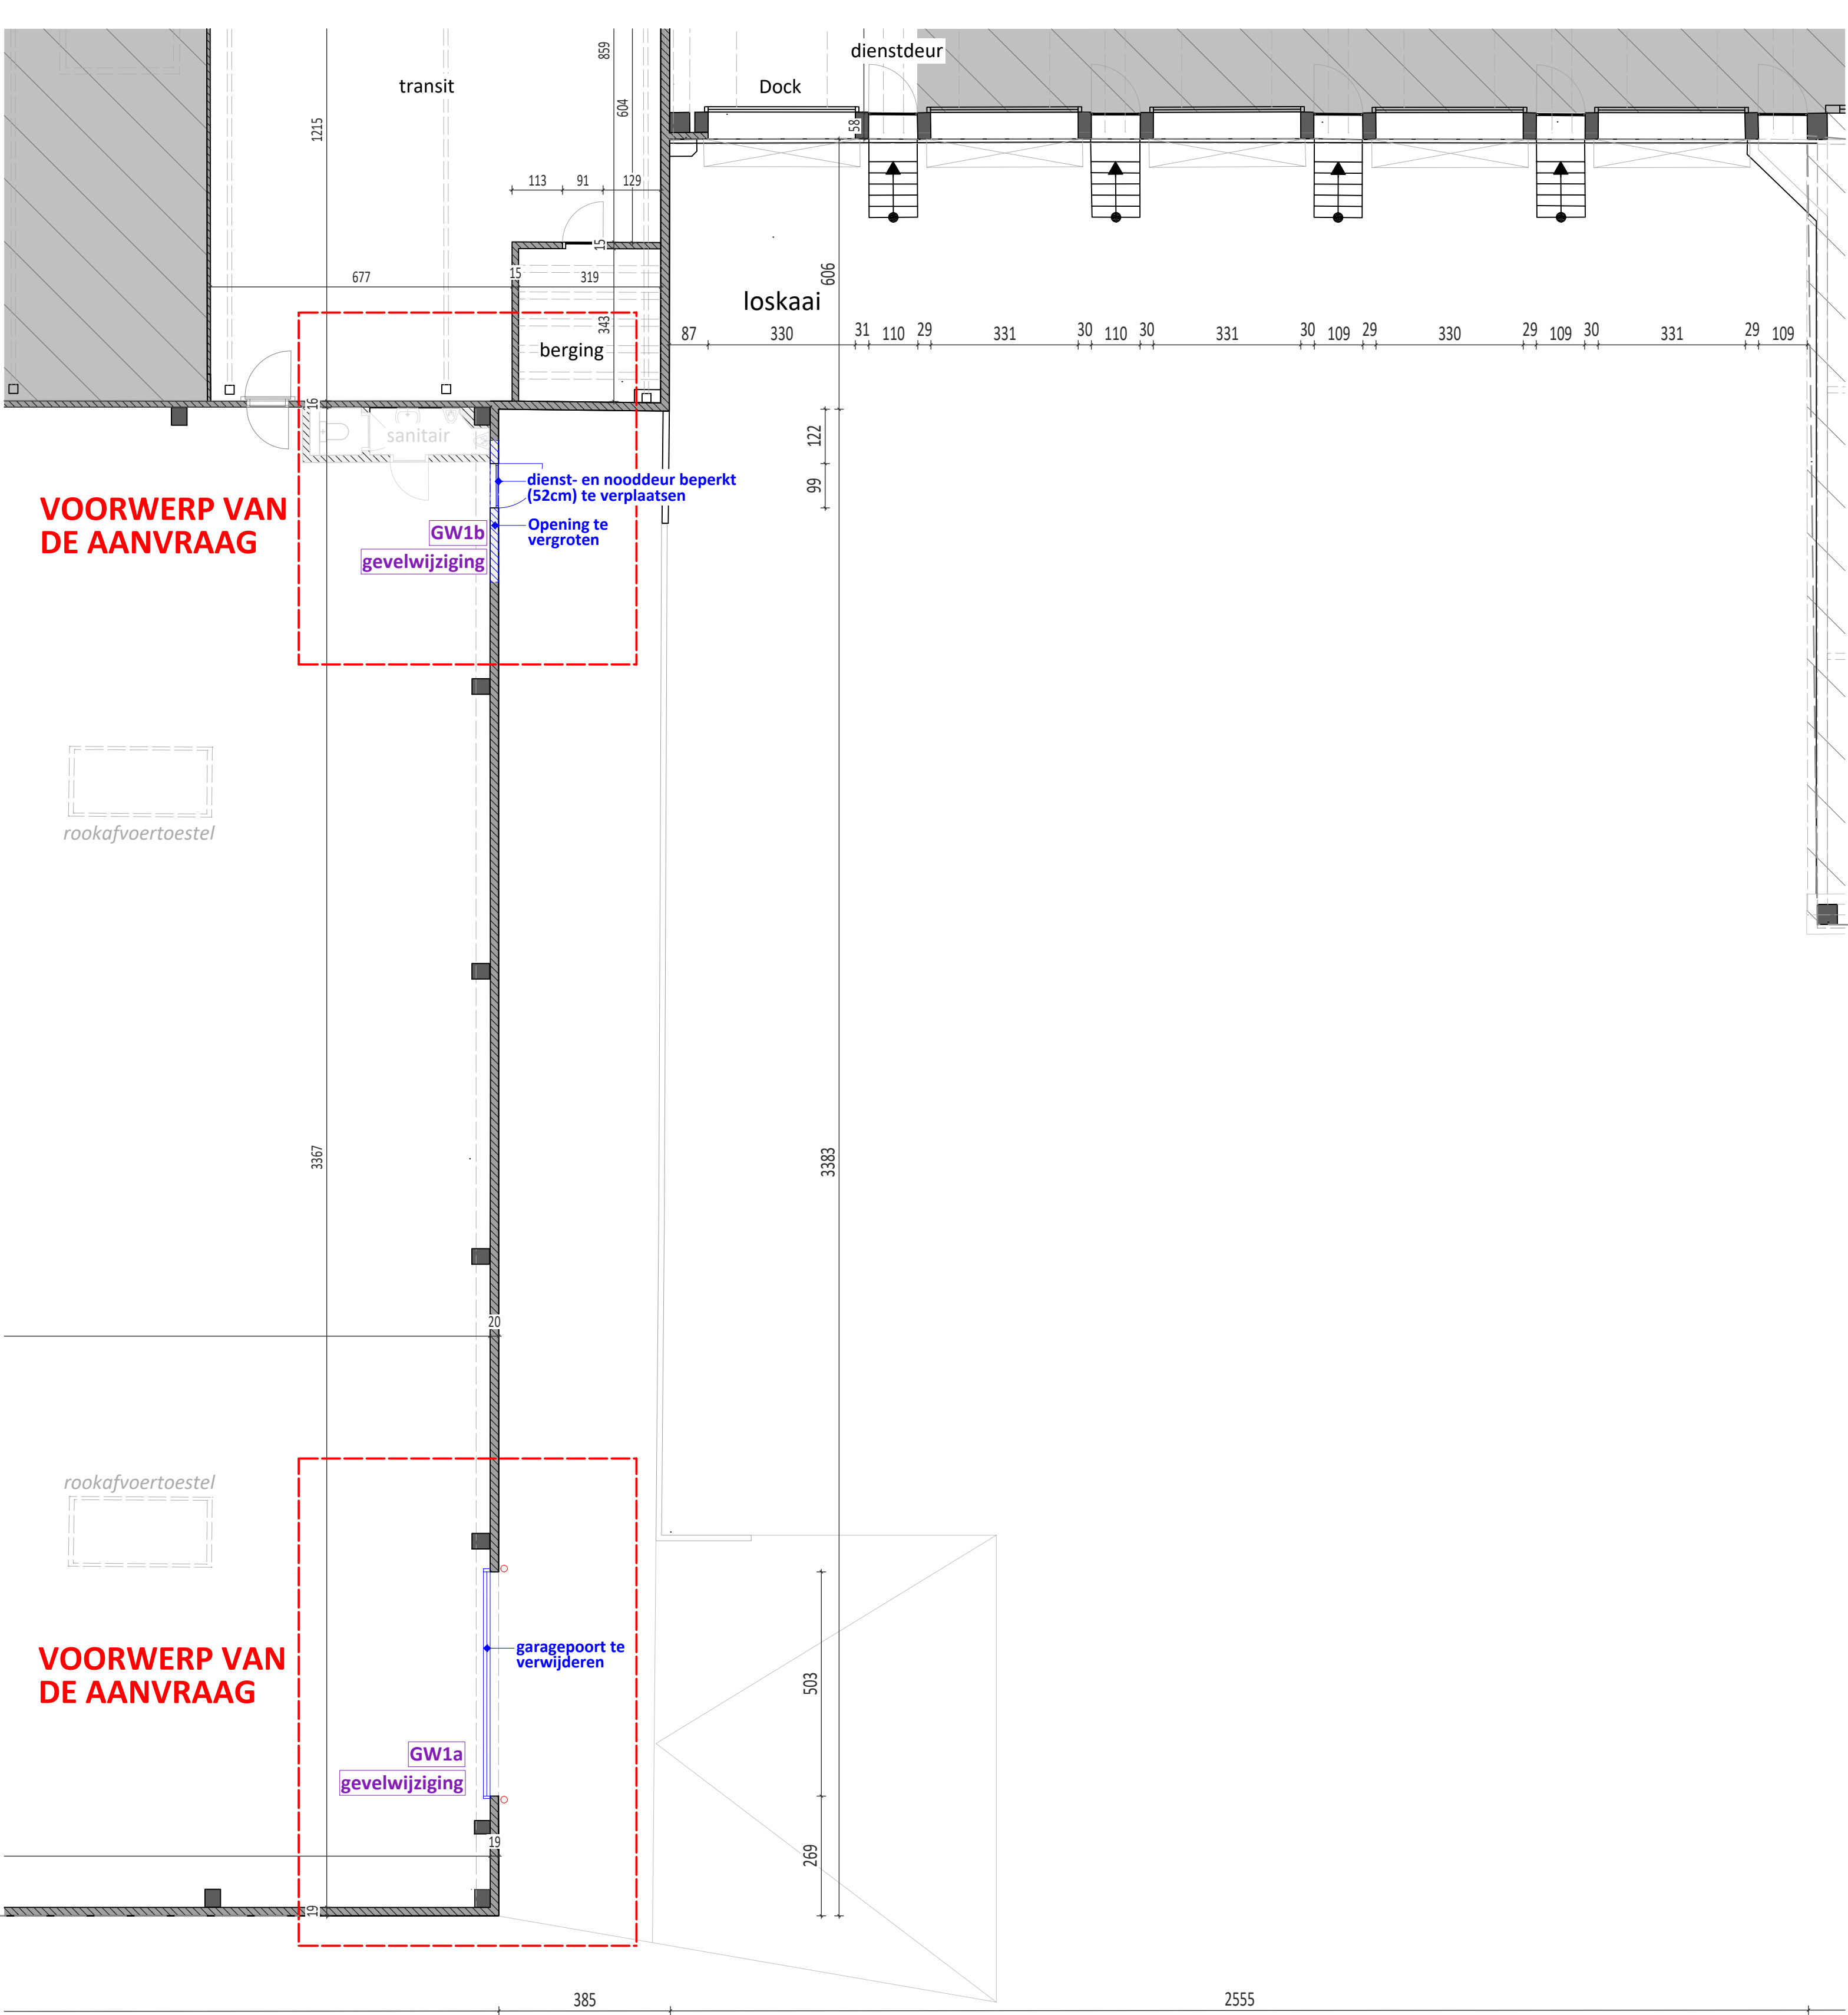 dienstdeur
transit
Dock
859
604
1215
58
113 91 129
15
677 15 319
606
loskaai
343
berging
87 330 31 110 29 331 30 110 30 331 30 109 29 330 29 109 30 331 29 109
16
sanitair
122
99
dienst- en nooddeur beperkt
(52cm) te verplaatsen
VOORWERP VAN
DE AANVRAAG
GW1b
gevelwijziging
Opening te
vergroten
rookafvoertoestel
3367
3383
20
rookafvoertoestel
VOORWERP VAN
DE AANVRAAG
garagepoort te
verwijderen
503
GW1a
gevelwijziging
269
19
19
385
2555